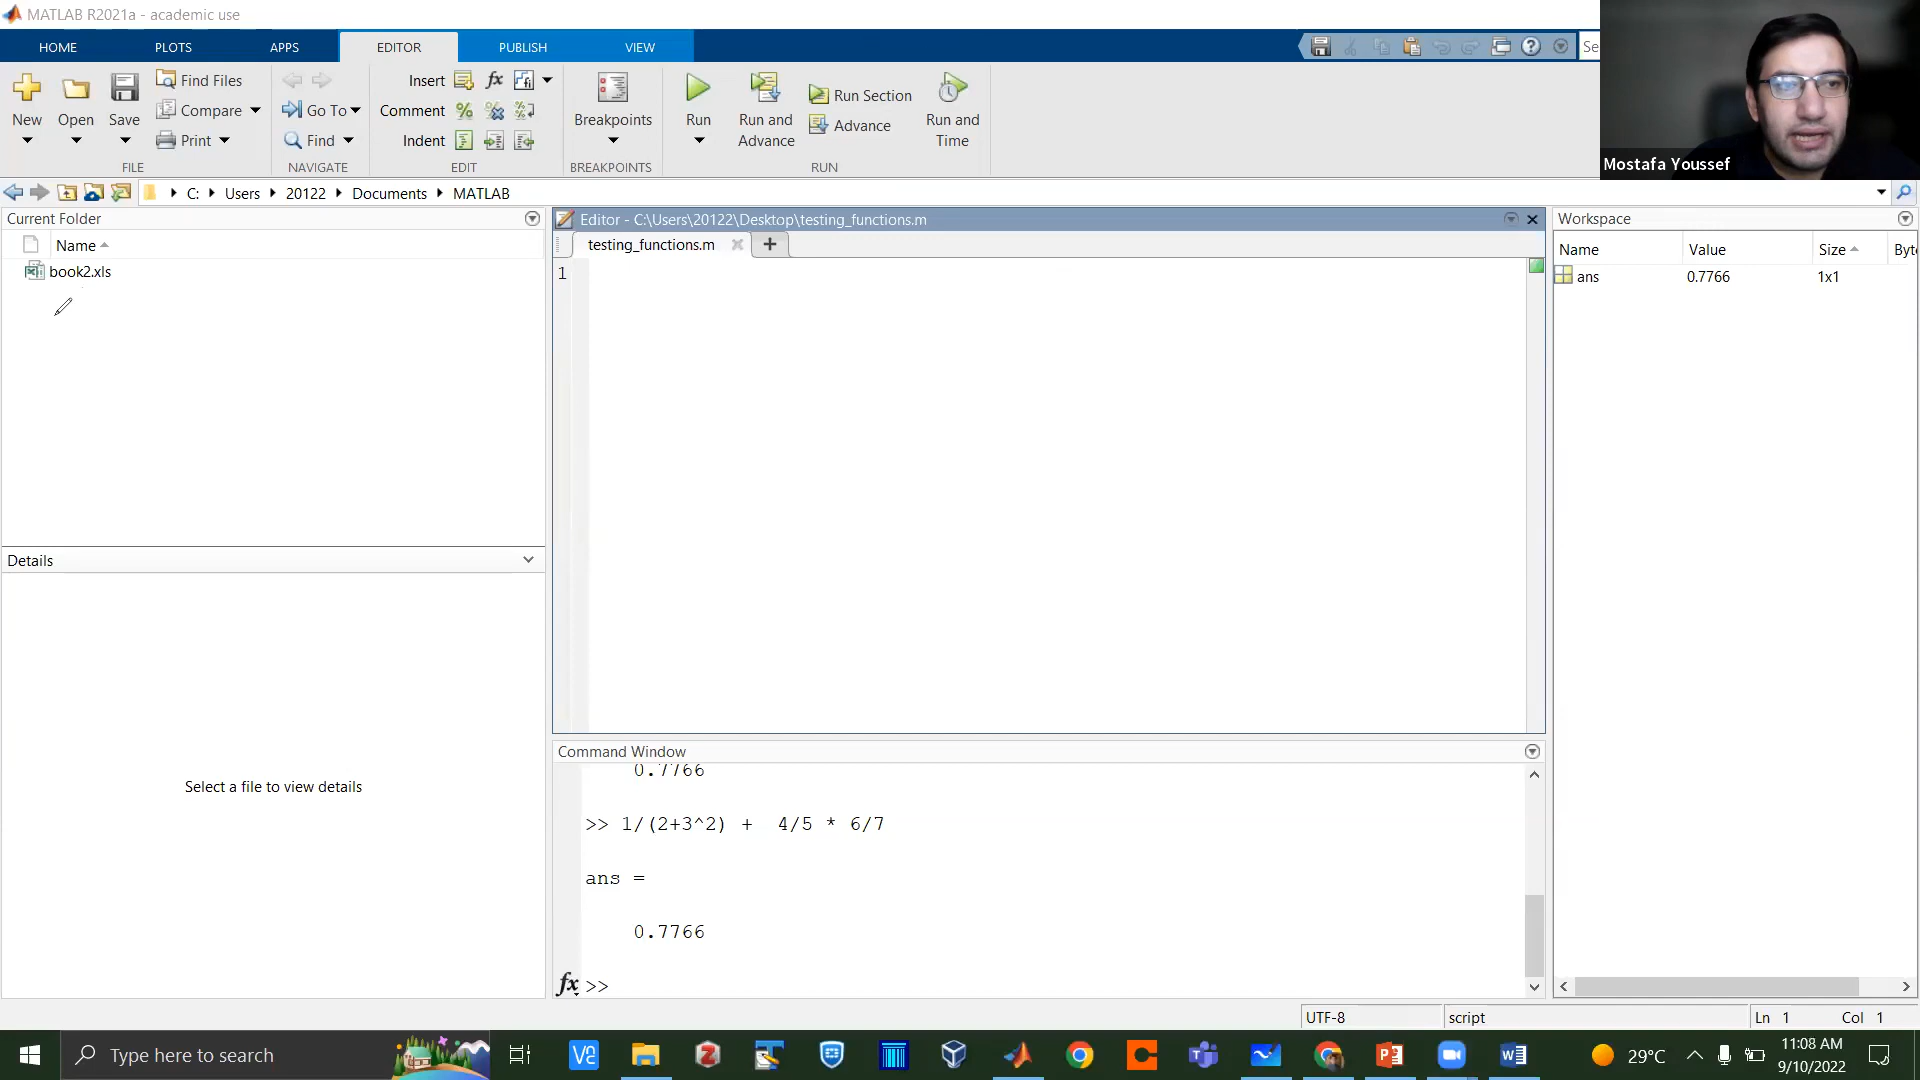 MATLAB R2021a - academic use
HOME PLOTS APPS EDITOR PUBLISH VIEW
Se
New Open Save
Find Files
Compare
Print
FILE
Go To
Find
NAVIGATE
Insert fx
Comment
Indent
EDIT
Breakpoints
BREAKPOINTS
Run
Run and Advance
Run Section
Advance
Run and Time
RUN
Mostafa Youssef
C: Users 20122 Documents MATLAB
Current Folder
Name
book2.xls
Details
Select a file to view details
Editor - C:\Users\20122\Desktop\testing_functions.m
testing_functions.m
1
Command Window
0.7766
>> 1/(2+3^2) + 4/5 * 6/7
ans =
0.7766
fx >>
Workspace
Name Value Size Byt
ans 0.7766 1x1
UTF-8 script Ln 1 Col 1
Type here to search
29°C
11:08 AM
9/10/2022